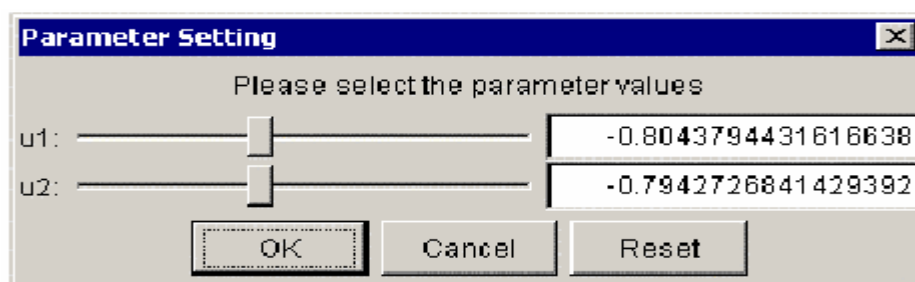 Parameter Setting
Please select the parameter values
u1: -0.8043794431616638
u2: -0.7942726841429392
OK Cancel Reset